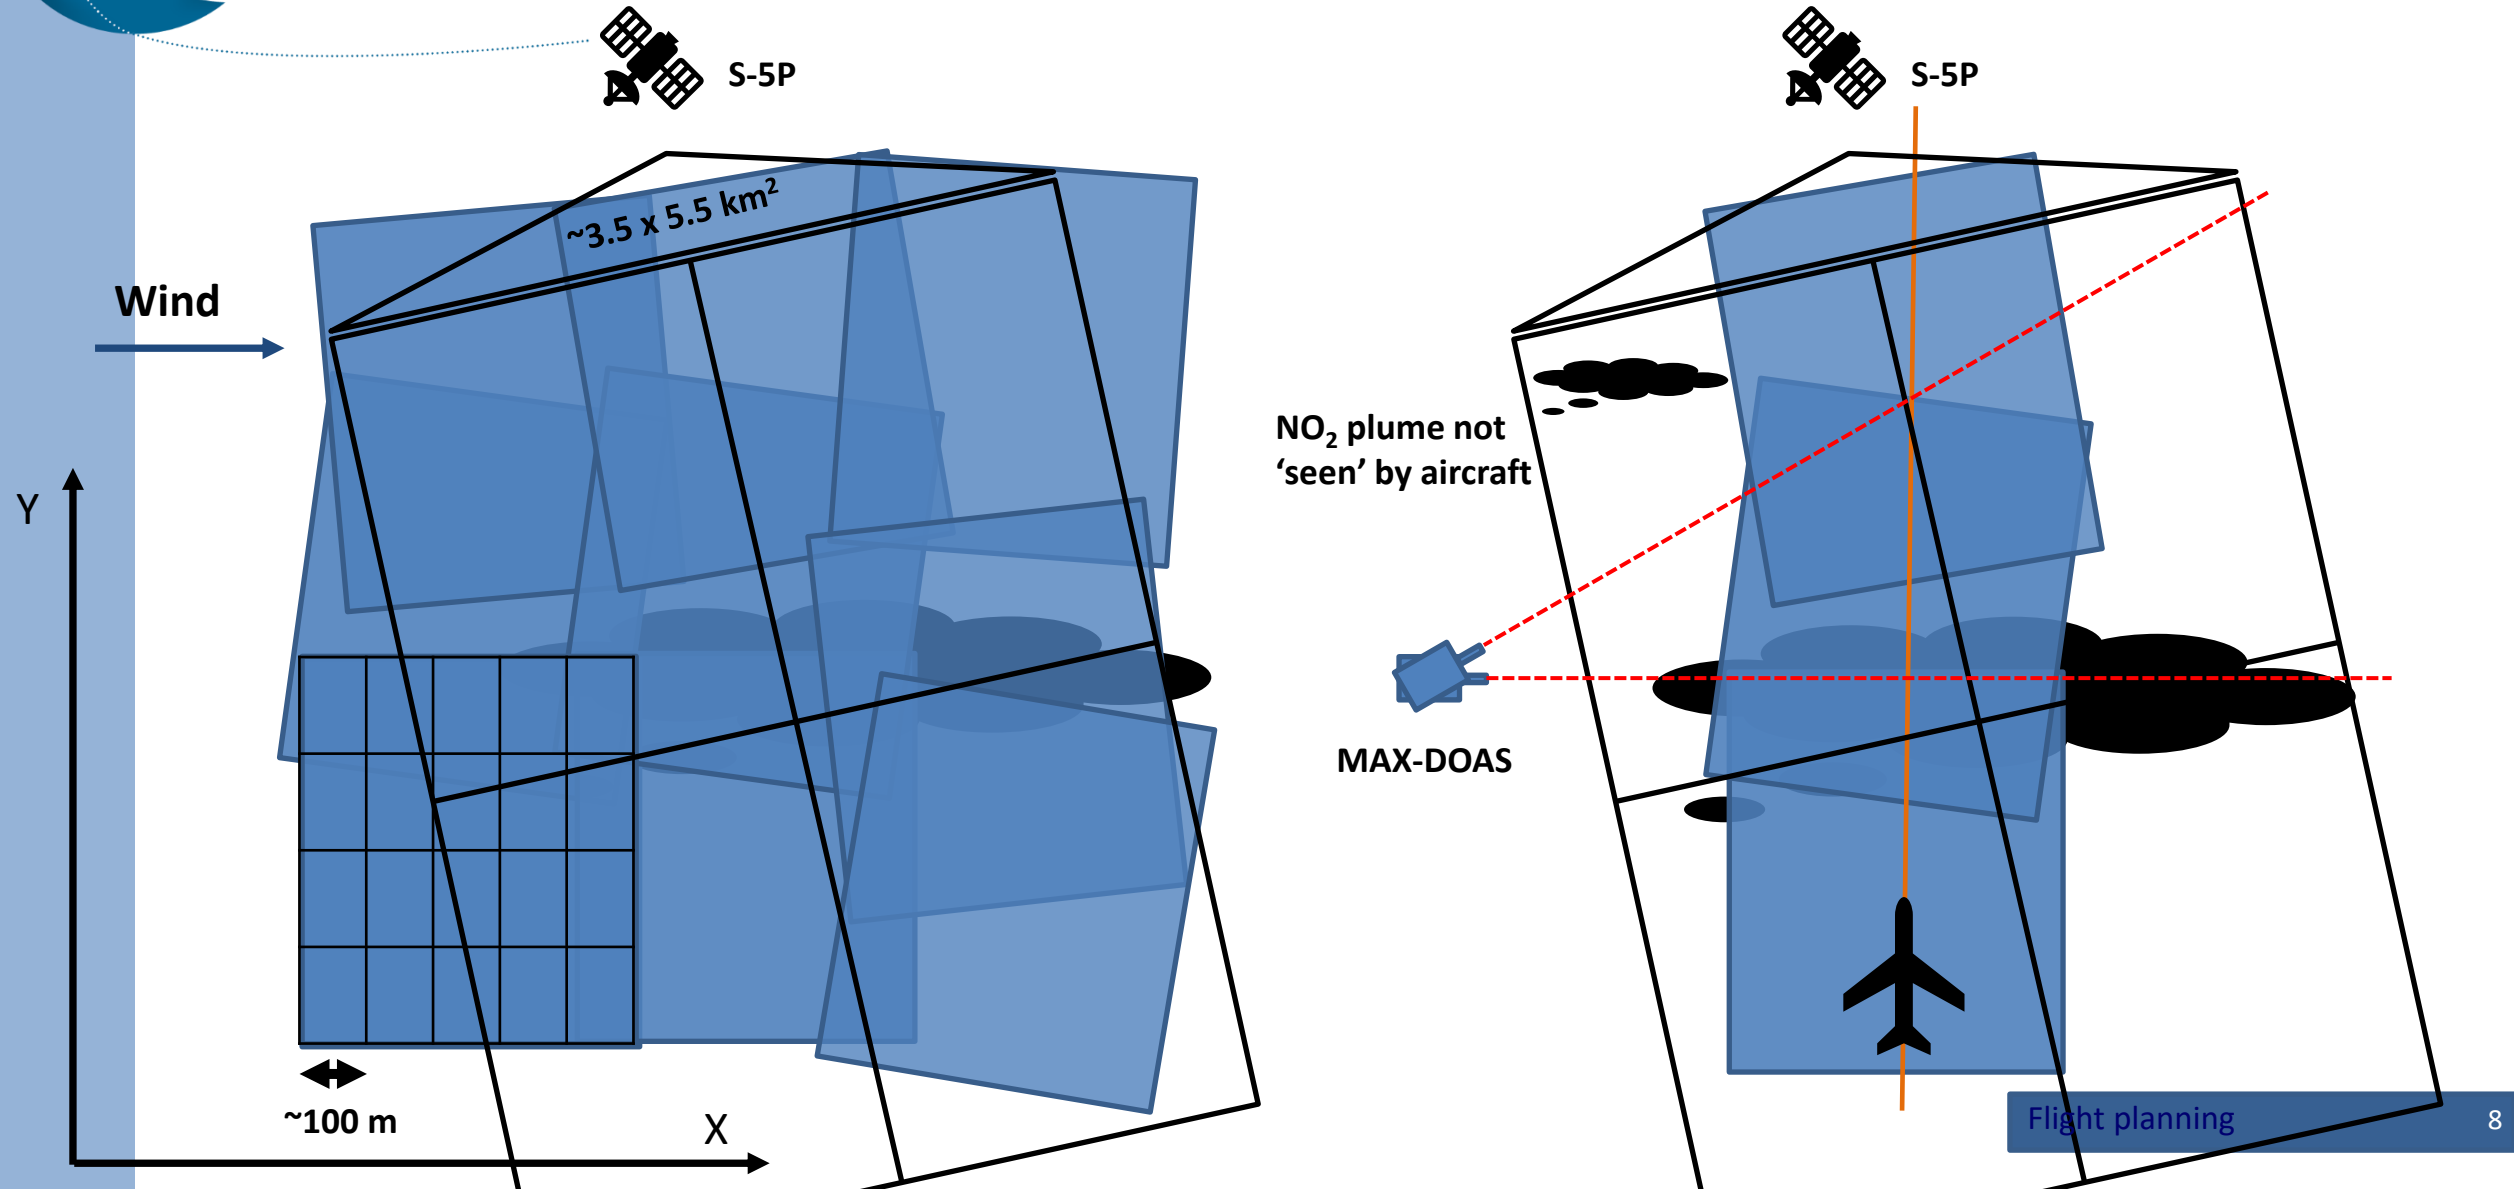 S-5P
~3.5 x 5.5 km²
Wind
Y
~100 m
X
S-5P
NO₂ plume not
‘seen’ by aircraft
MAX-DOAS
Flight planning
8